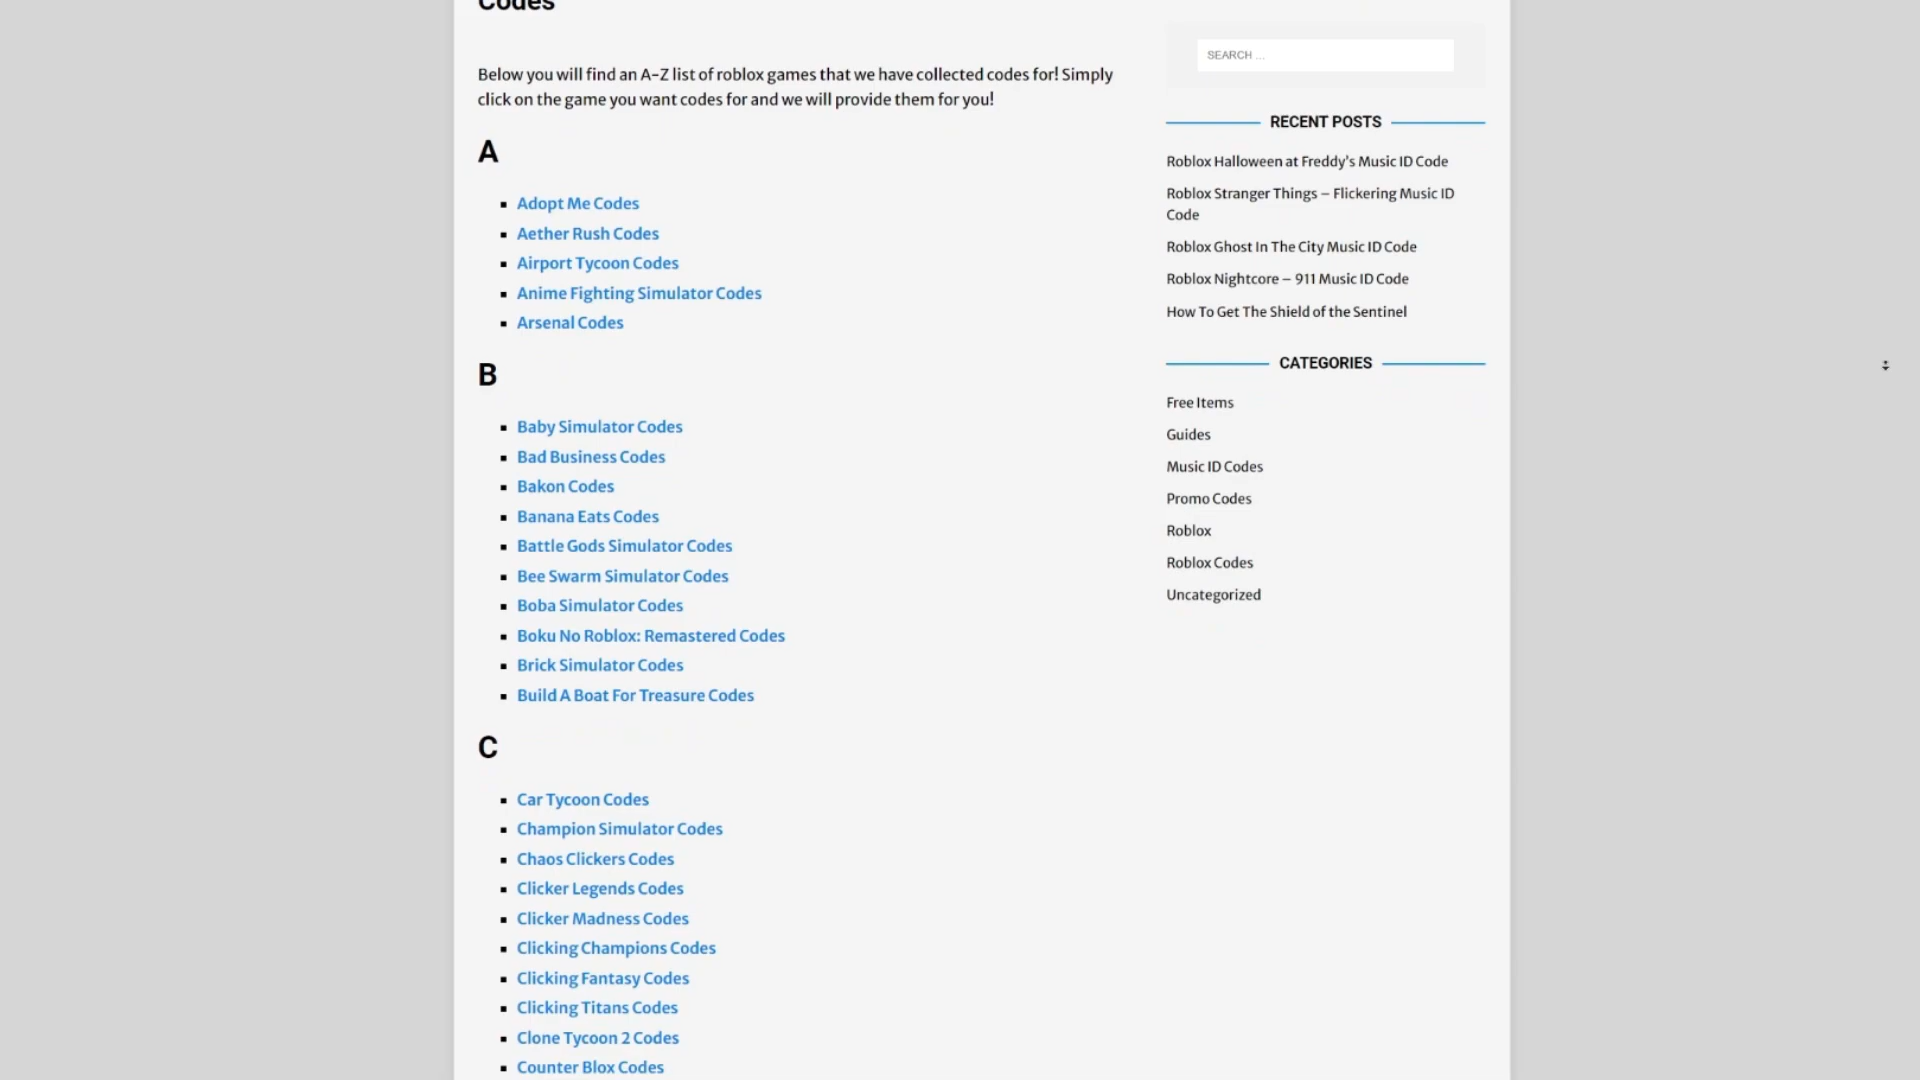 Codes
Below you will find an A-Z list of roblox games that we have collected codes for! Simply
click on the game you want codes for and we will provide them for you!
A
Adopt Me Codes
Aether Rush Codes
Airport Tycoon Codes
Anime Fighting Simulator Codes
Arsenal Codes
B
Baby Simulator Codes
Bad Business Codes
Bakon Codes
Banana Eats Codes
Battle Gods Simulator Codes
Bee Swarm Simulator Codes
Boba Simulator Codes
Boku No Roblox: Remastered Codes
Brick Simulator Codes
Build A Boat For Treasure Codes
C
Car Tycoon Codes
Champion Simulator Codes
Chaos Clickers Codes
Clicker Legends Codes
Clicker Madness Codes
Clicking Champions Codes
Clicking Fantasy Codes
Clicking Titans Codes
Clone Tycoon 2 Codes
Counter Blox Codes
SEARCH ...
RECENT POSTS
Roblox Halloween at Freddy's Music ID Code
Roblox Stranger Things – Flickering Music ID
Code
Roblox Ghost In The City Music ID Code
Roblox Nightcore – 911 Music ID Code
How To Get The Shield of the Sentinel
CATEGORIES
Free Items
Guides
Music ID Codes
Promo Codes
Roblox
Roblox Codes
Uncategorized